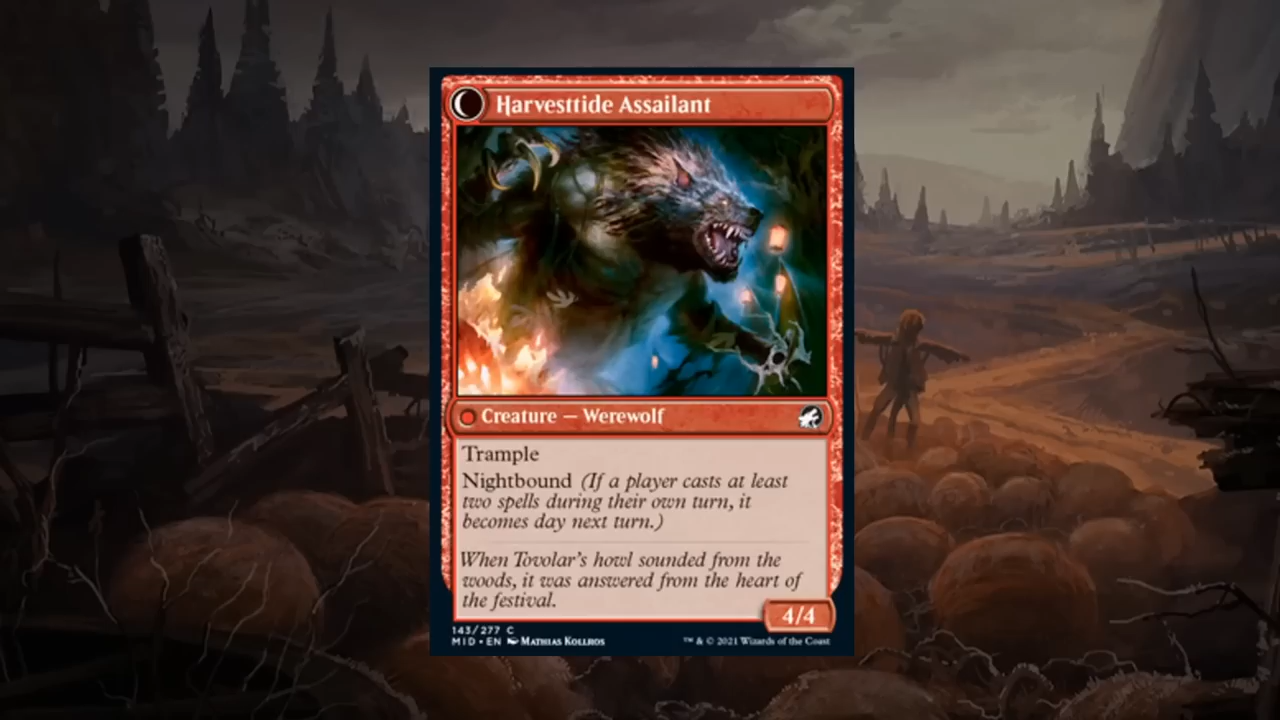 Harvesttide Assailant
Creature — Werewolf
Trample
Nightbound (If a player casts at least
two spells during their own turn, it
becomes day next turn.)
When Tovolar's howl sounded from the
woods, it was answered from the heart of
the festival.
4/4
143/277 C
MID • EN Mathias Kollros
™ & © 2021 Wizards of the Coast